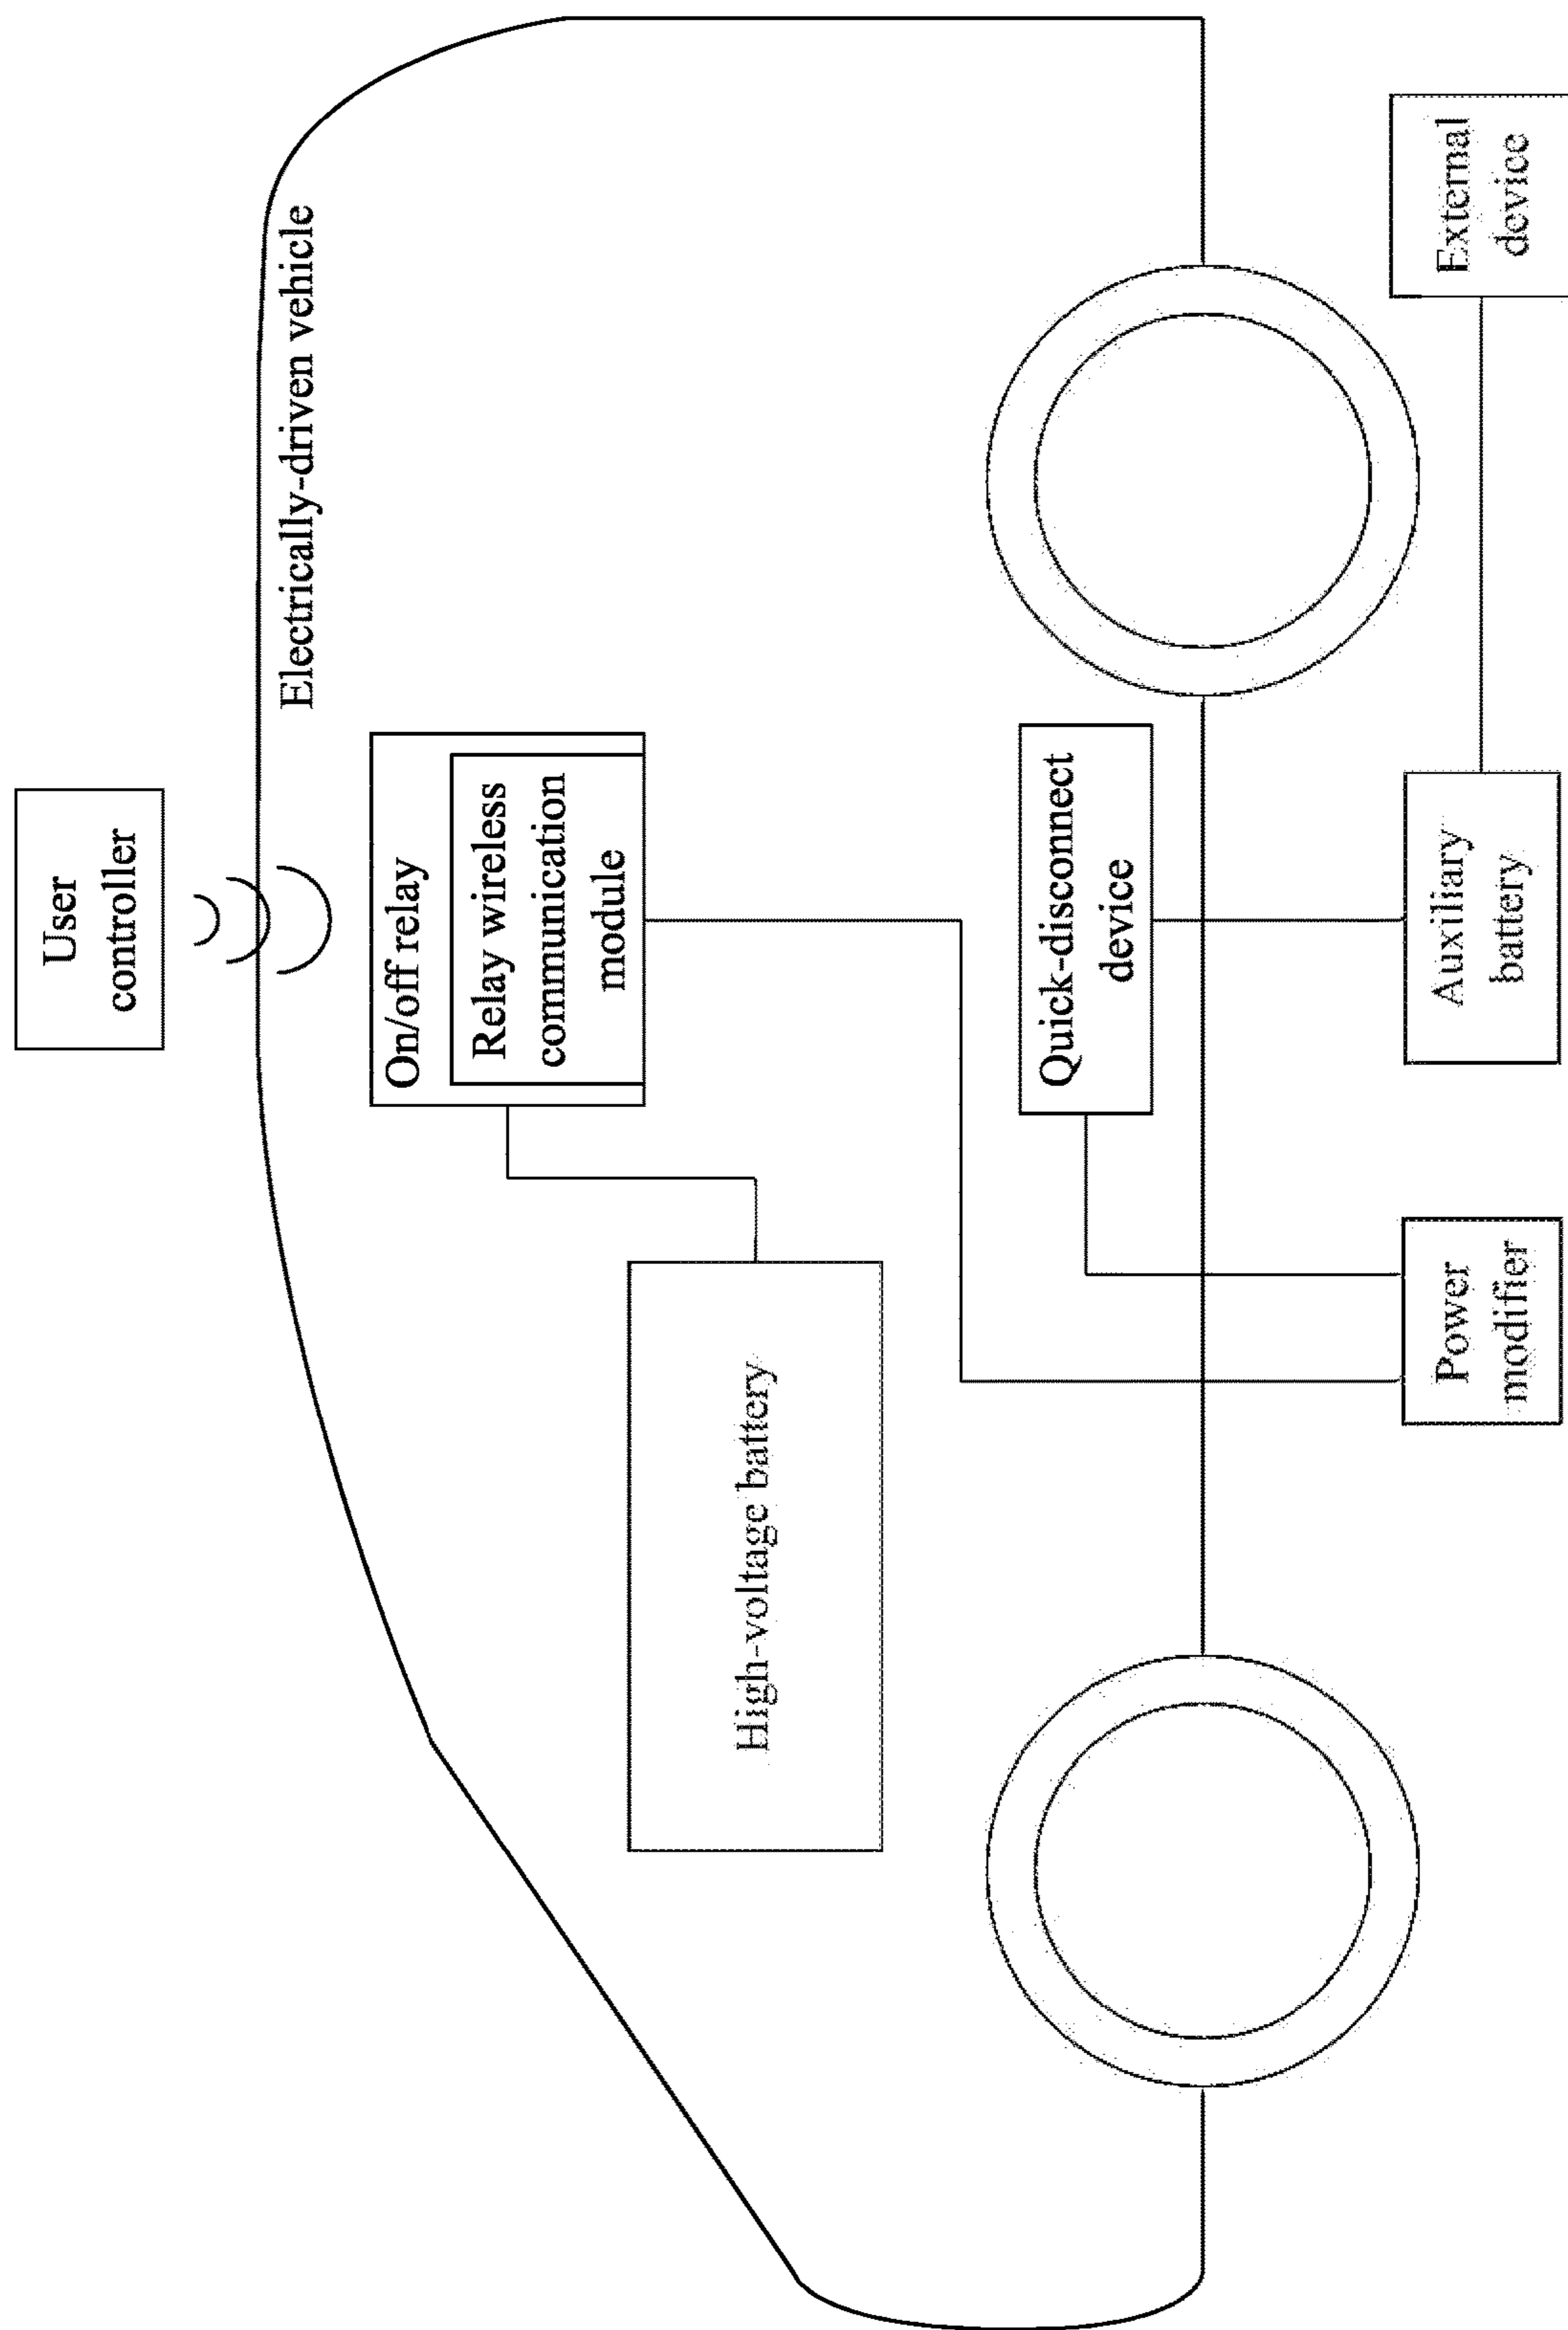 User
controller
Electrically-driven vehicle
On/off relay
Relay wireless
communication
module
High-voltage battery
Quick-disconnect
device
Power
modifier
Auxiliary
battery
External
device